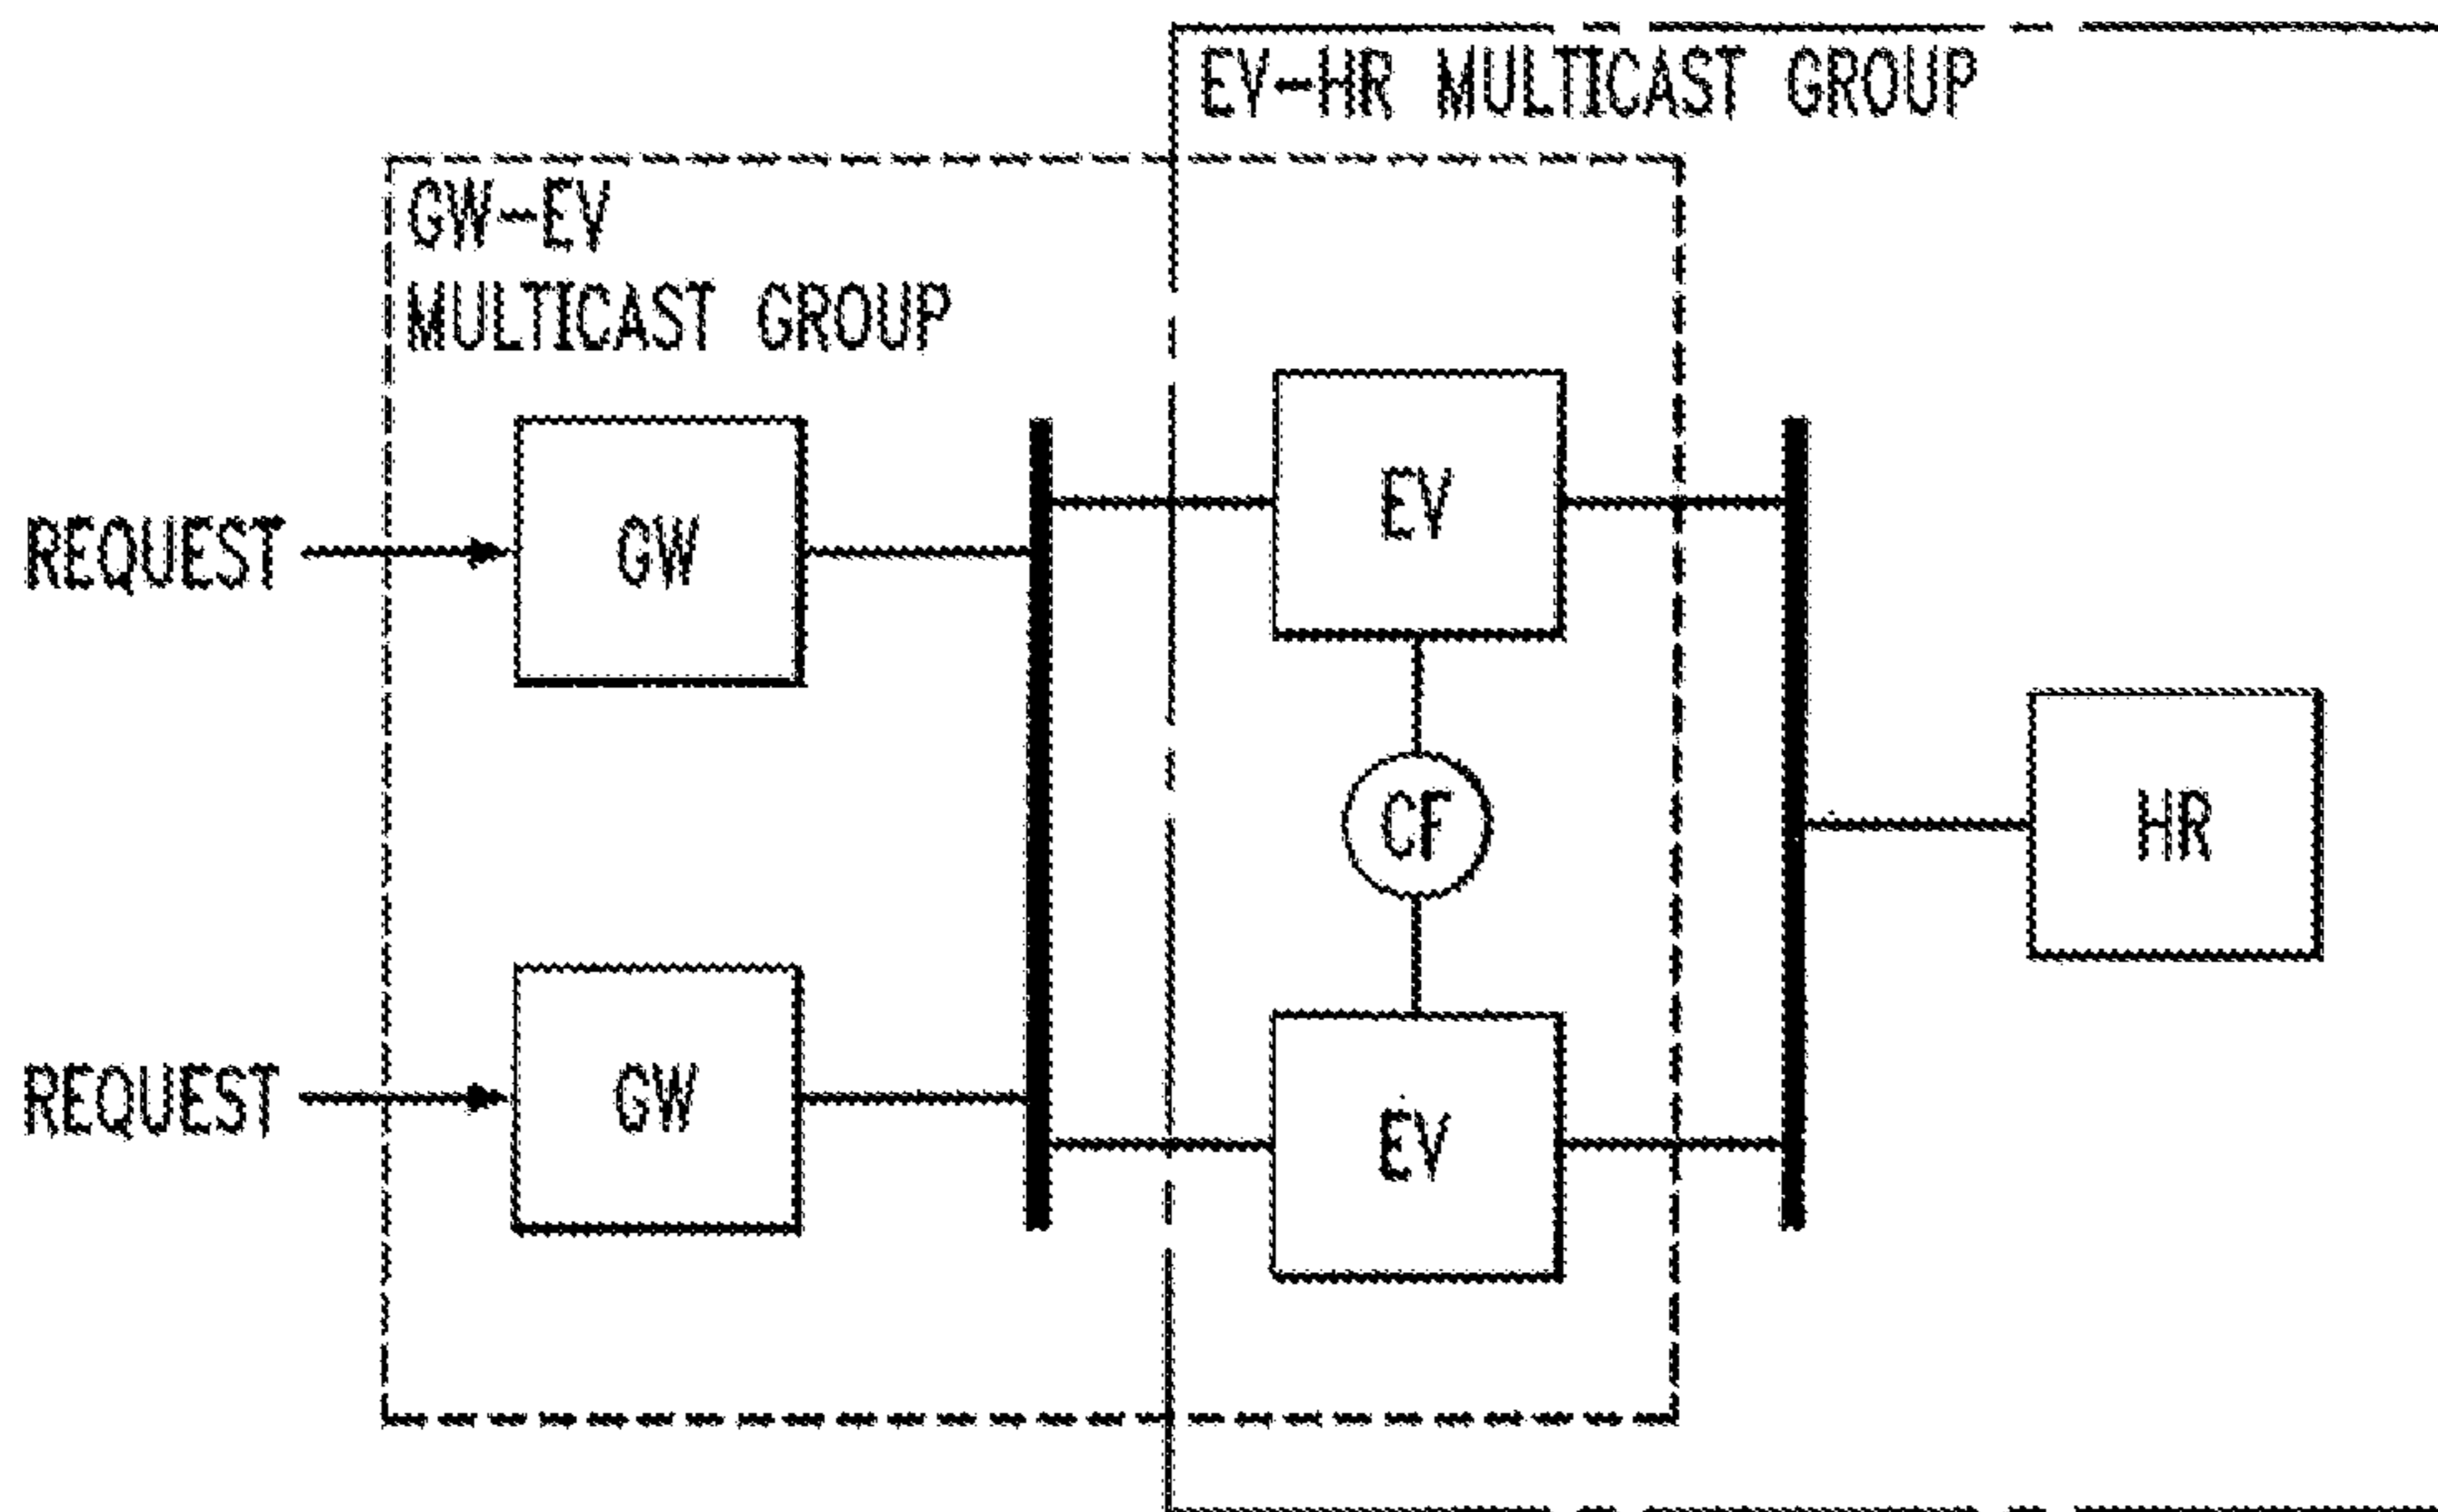 EV-HR MULTICAST GROUP
GW-EV
MULTICAST GROUP
REQUEST
GW
EV
CF
HR
REQUEST
GW
EV